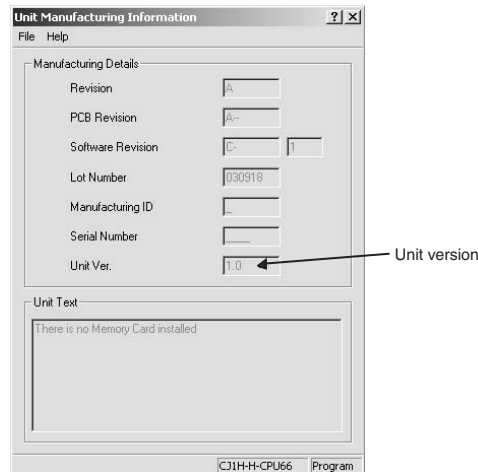 Unit Manufacturing Information
File Help
Manufacturing Details
Revision A
PCB Revision A--
Software Revision C- 1
Lot Number 030918
Manufacturing ID _
Serial Number ____
Unit Ver. 1.0
Unit version
Unit Text
There is no Memory Card installed
CJ1H-H-CPU66 Program